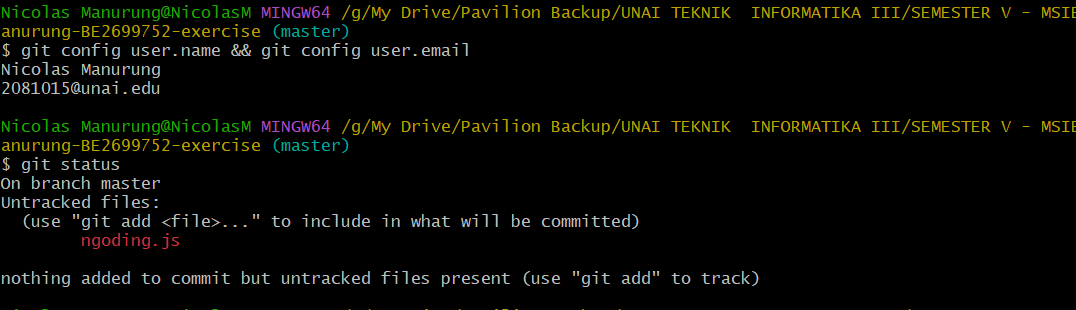 Nicolas Manurung@NicolasM MINGW64 /g/My Drive/Pavilion Backup/UNAI TEKNIK  INFORMATIKA III/SEMESTER V - MSIB
anurung-BE2699752-exercise (master)
$ git config user.name && git config user.email
Nicolas Manurung
2081015@unai.edu
Nicolas Manurung@NicolasM MINGW64 /g/My Drive/Pavilion Backup/UNAI TEKNIK  INFORMATIKA III/SEMESTER V - MSIB
anurung-BE2699752-exercise (master)
$ git status
On branch master
Untracked files:
  (use "git add <file>..." to include in what will be committed)
        ngoding.js
nothing added to commit but untracked files present (use "git add" to track)